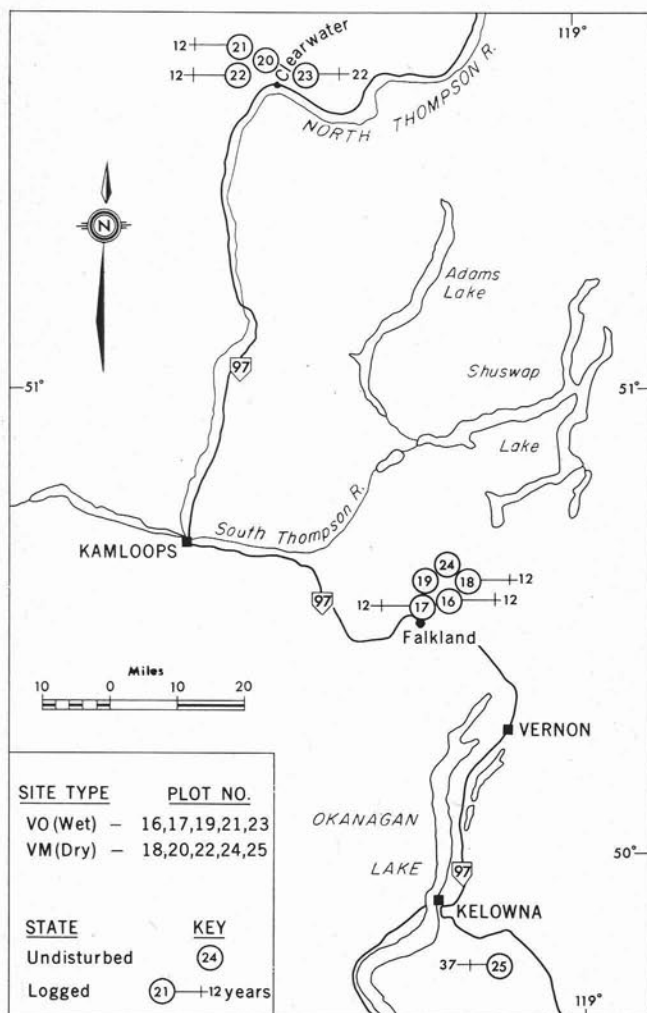 119°
12 21
20 Clearwater
12 22 23 22
NORTH THOMPSON R.
N
Adams
Lake
97
Shuswap
51° 51°
Lake
South Thompson R.
KAMLOOPS
24
97 19 18 12
12 17 16 12
Falkland
Miles
10 0 10 20
VERNON
SITE TYPE PLOT NO.
VO (Wet) – 16,17,19,21,23
VM (Dry) – 18,20,22,24,25
OKANAGAN
LAKE
50°
97
KELOWNA
STATE KEY
Undisturbed 24
Logged 21 12 years
37 25
119°